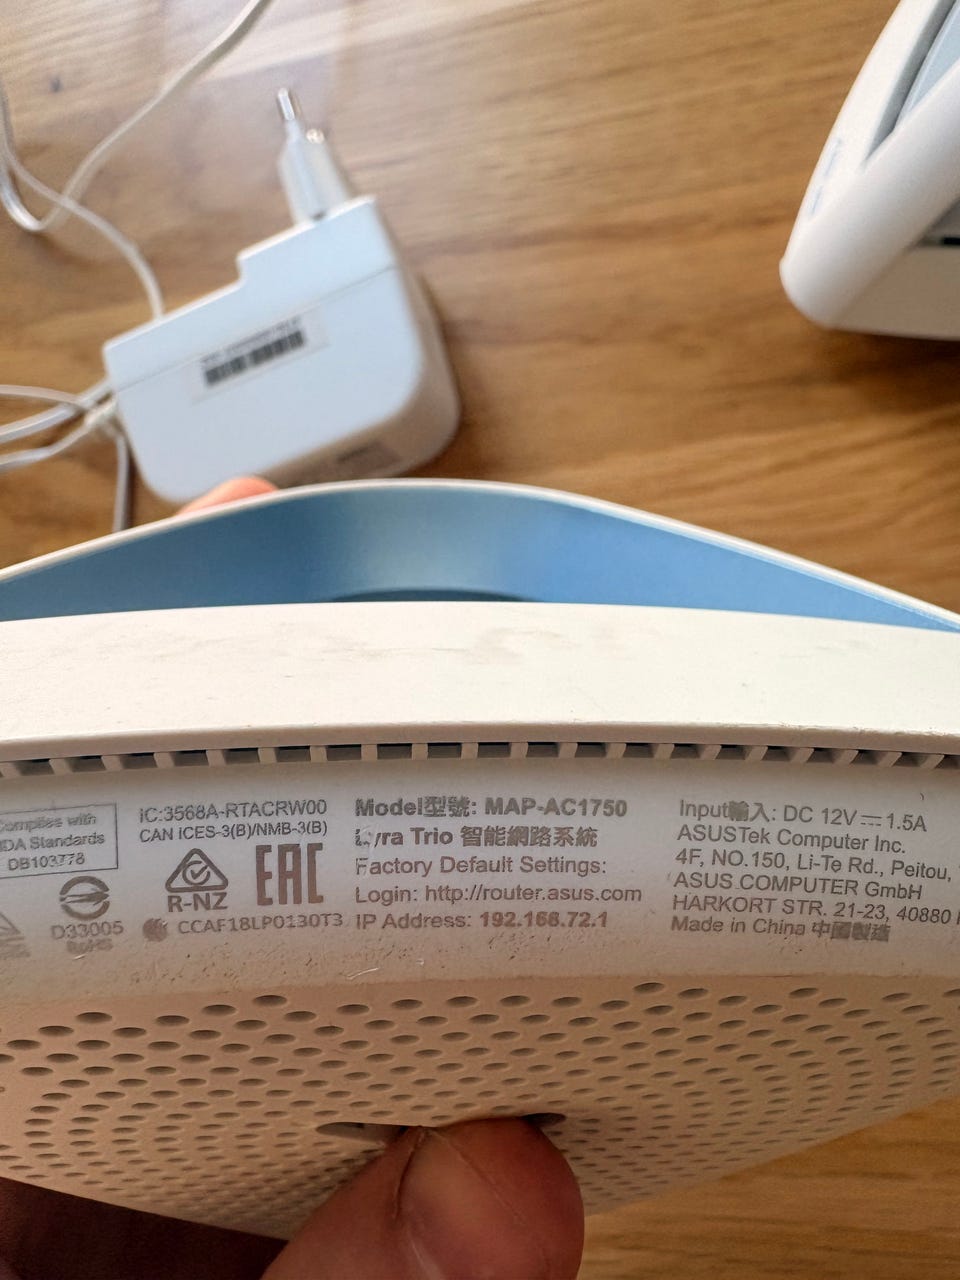 Complies with
IDA Standards
DB103778
D33005
RoHS
IC:3568A-RTACRW00
CAN ICES-3(B)/NMB-3(B)
R-NZ
EAC
CCAF18LP0130T3
Model型號: MAP-AC1750
Lyra Trio 智能網路系統
Factory Default Settings:
Login: http://router.asus.com
IP Address: 192.168.72.1
Input輸入: DC 12V⎓1.5A
ASUSTek Computer Inc.
4F, NO.150, Li-Te Rd., Peitou,
ASUS COMPUTER GmbH
HARKORT STR. 21-23, 40880
Made in China 中國製造